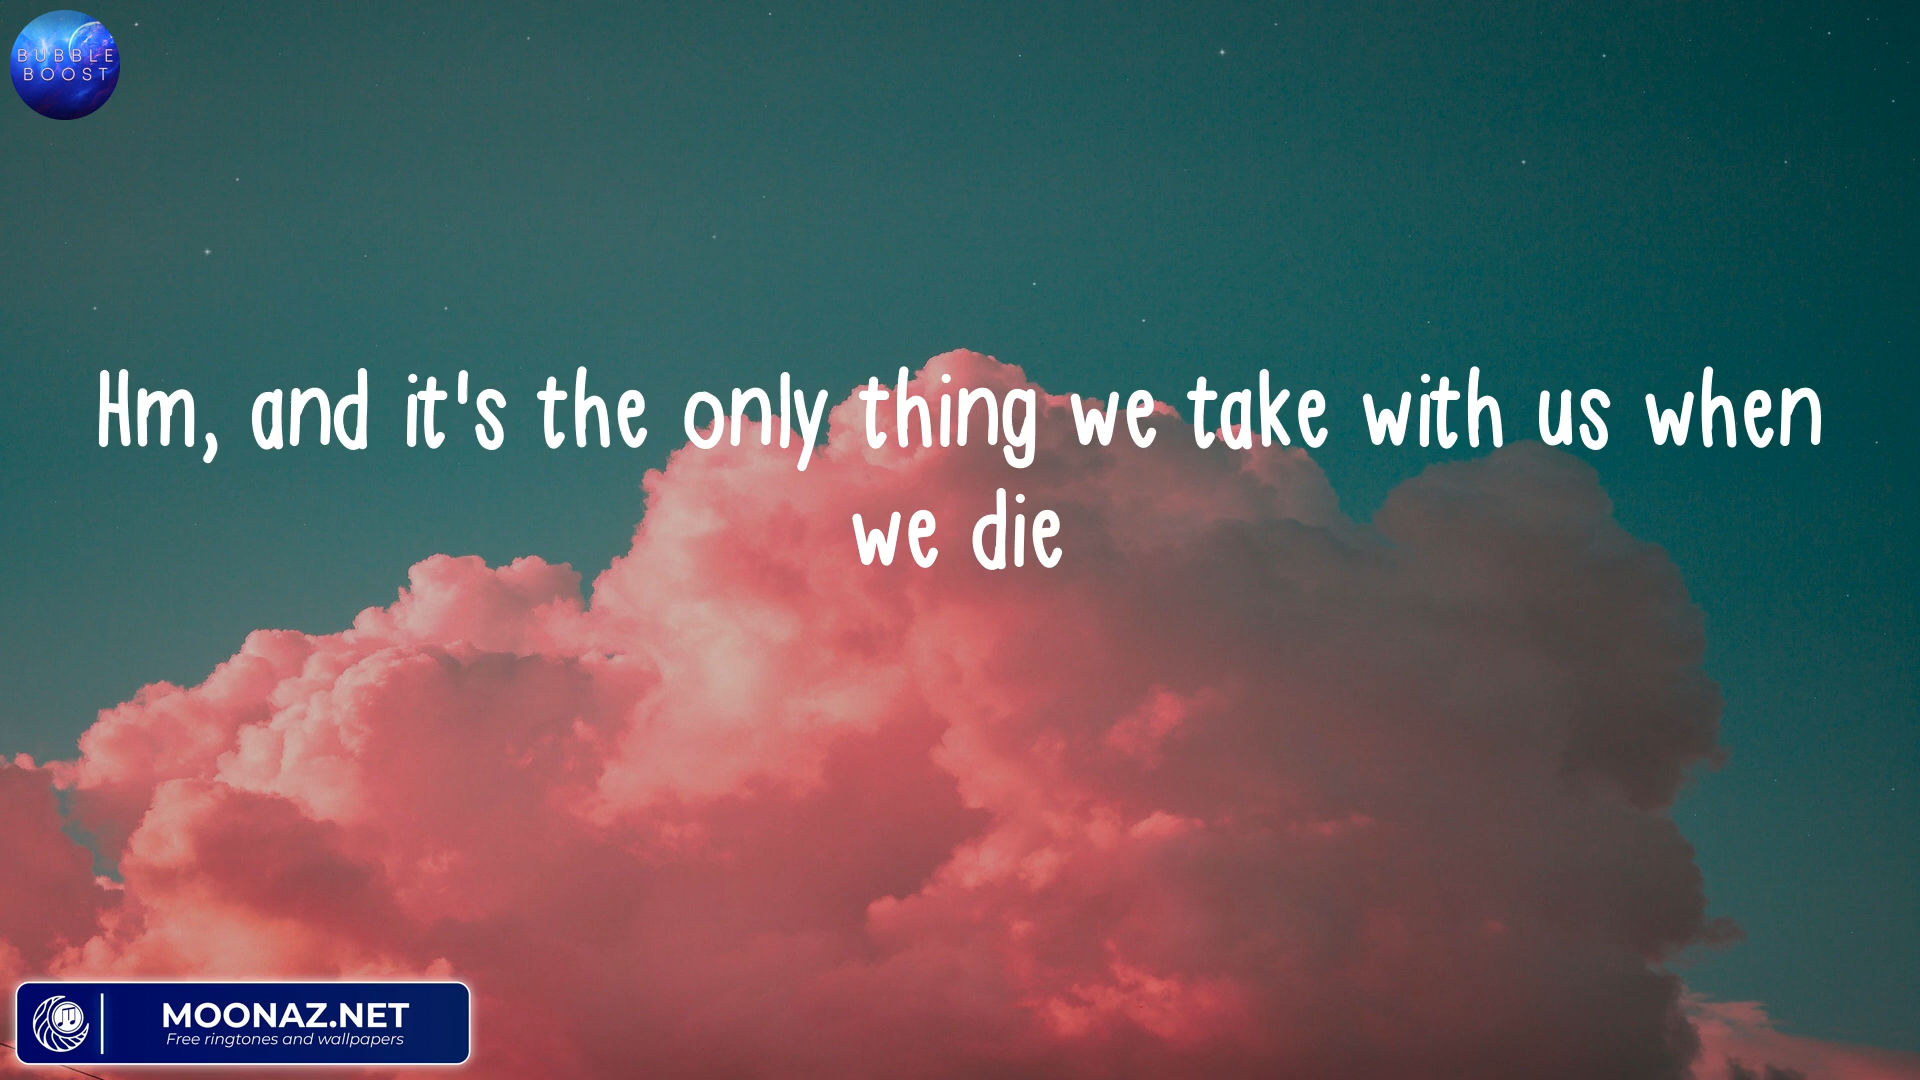 BUBBLE
BOOST
Hm, and it's the only thing we take with us when
we die
MOONAZ.NET
Free ringtones and wallpapers